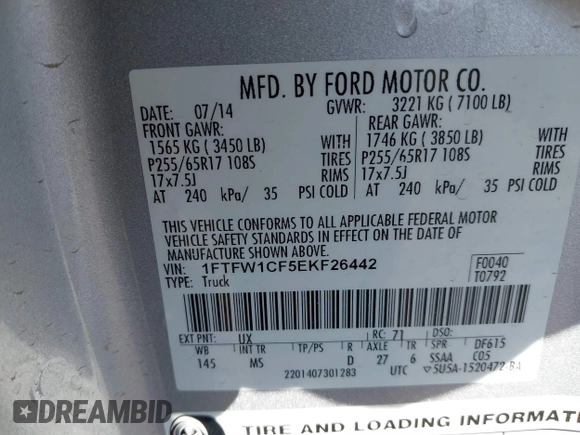 MFD. BY FORD MOTOR CO.
DATE: 07/14 GVWR: 3221 KG ( 7100 LB)
FRONT GAWR: REAR GAWR:
1565 KG ( 3450 LB) WITH 1746 KG ( 3850 LB) WITH
P255/65R17 108S TIRES P255/65R17 108S TIRES
17x7.5J RIMS 17x7.5J RIMS
AT 240 kPa/ 35 PSI COLD AT 240 kPa/ 35 PSI COLD
THIS VEHICLE CONFORMS TO ALL APPLICABLE FEDERAL MOTOR
VEHICLE SAFETY STANDARDS IN EFFECT ON THE DATE OF
MANUFACTURE SHOWN ABOVE.
VIN: 1FTFW1CF5EKF26442 F0040
TYPE: Truck T0792
EXT PNT: UX RC: 71 DSO:
WB INT TR TP/PS R AXLE TR SPR DF615
145 MS D 27 6 SSAA C05
2201407301283 UTC ▽5U5A-1520472-BA
DREAMBID
.COM
TIRE AND LOADING INFORMATI